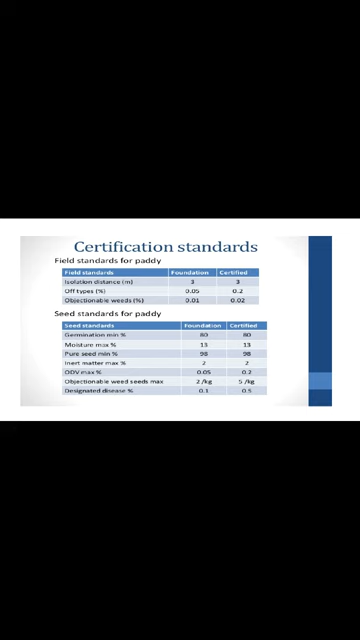 Certification standards
Field standards for paddy
Field standards Foundation Certified
Isolation distance (m) 3 3
Off types (%) 0.05 0.2
Objectionable weeds (%) 0.01 0.02
Seed standards for paddy
Seed standards Foundation Certified
Germination min % 80 80
Moisture max % 13 13
Pure seed min % 98 98
Inert matter max % 2 2
ODV max % 0.05 0.2
Objectionable weed seeds max 2 /kg 5 /kg
Designated disease % 0.1 0.5